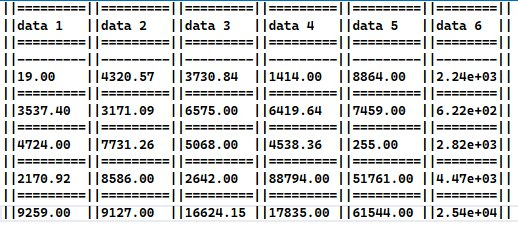 ||=========||=========||=========||=========||=========||========||
||data 1   ||data 2   ||data 3   ||data 4   ||data 5   ||data 6  ||
||=========||=========||=========||=========||=========||========||
||---------||---------||---------||---------||---------||--------||
||19.00    ||4320.57  ||3730.84  ||1414.00  ||8864.00  ||2.24e+03||
||=========||=========||=========||=========||=========||========||
||3537.40  ||3171.09  ||6575.00  ||6419.64  ||7459.00  ||6.22e+02||
||=========||=========||=========||=========||=========||========||
||4724.00  ||7731.26  ||5068.00  ||4538.36  ||255.00   ||2.82e+03||
||=========||=========||=========||=========||=========||========||
||2170.92  ||8586.00  ||2642.00  ||88794.00 ||51761.00 ||4.47e+03||
||=========||=========||=========||=========||=========||========||
||9259.00  ||9127.00  ||16624.15 ||17835.00 ||61544.00 ||2.54e+04||